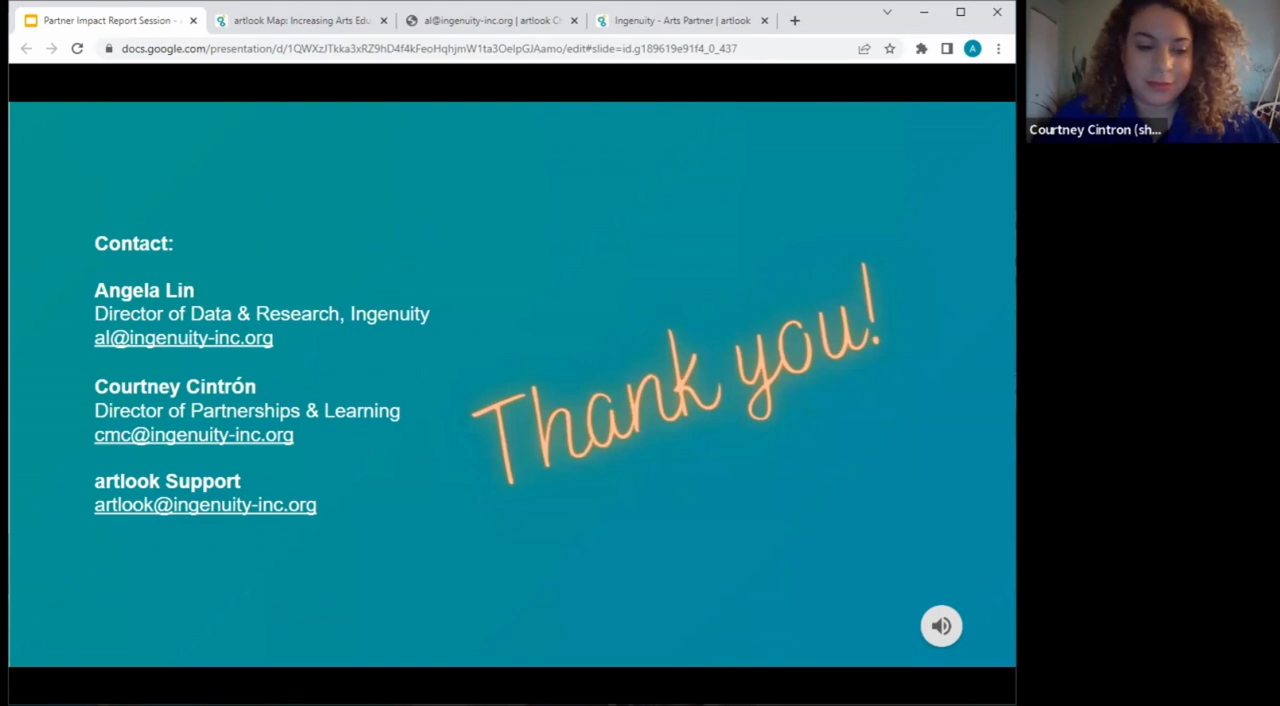 Partner Impact Report Session -
artlook Map: Increasing Arts Edu
al@ingenuity-inc.org | artlook C
Ingenuity - Arts Partner | artlook
docs.google.com/presentation/d/1QWXzJTkka3xRZ9hD4f4kFeoHqhjmW1ta3OelpGJAamo/edit#slide=id.g189619e91f4_0_437
A
Courtney Cintron (sh...
Contact:
Angela Lin
Director of Data & Research, Ingenuity
al@ingenuity-inc.org
Courtney Cintrón
Director of Partnerships & Learning
cmc@ingenuity-inc.org
artlook Support
artlook@ingenuity-inc.org
Thank you!